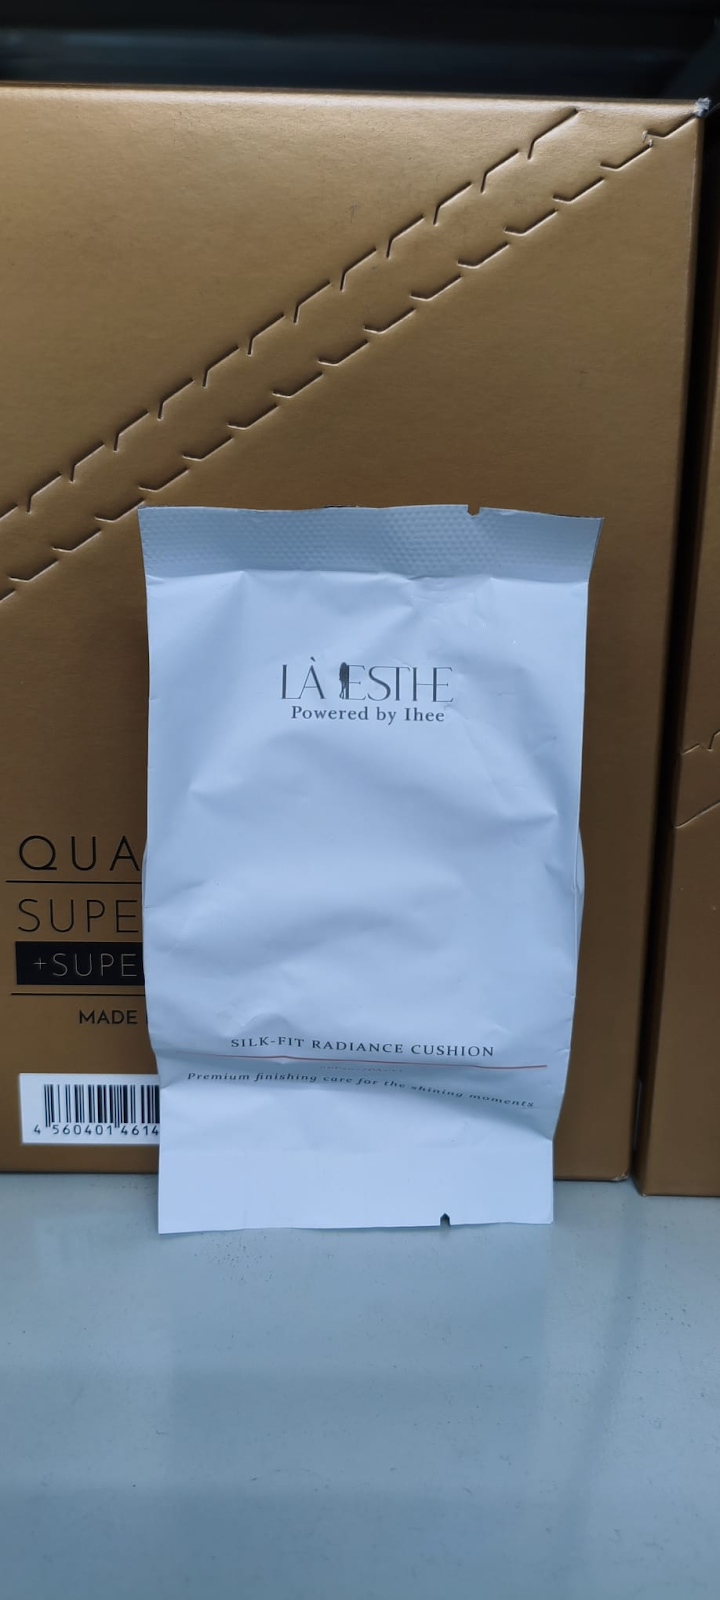 LÀ ESTHE
Powered by Ihee
QUA
SUPE
+SUPE
MADE
SILK-FIT RADIANCE CUSHION
Premium finishing care for the shining moments
4 560401 4614